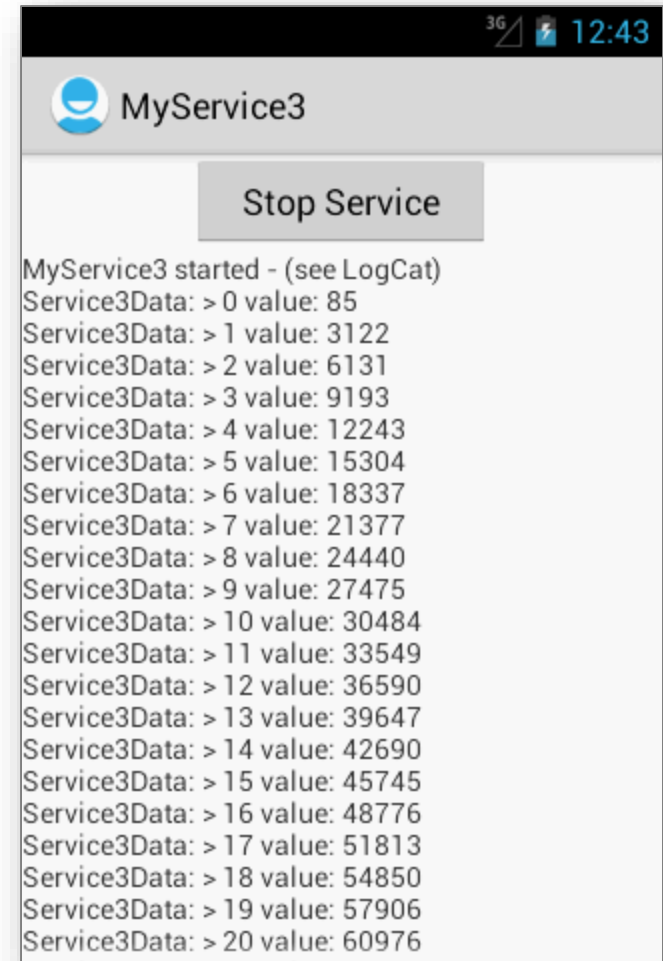 3G 12:43
MyService3
Stop Service
MyService3 started - (see LogCat)
Service3Data: > 0 value: 85
Service3Data: > 1 value: 3122
Service3Data: > 2 value: 6131
Service3Data: > 3 value: 9193
Service3Data: > 4 value: 12243
Service3Data: > 5 value: 15304
Service3Data: > 6 value: 18337
Service3Data: > 7 value: 21377
Service3Data: > 8 value: 24440
Service3Data: > 9 value: 27475
Service3Data: > 10 value: 30484
Service3Data: > 11 value: 33549
Service3Data: > 12 value: 36590
Service3Data: > 13 value: 39647
Service3Data: > 14 value: 42690
Service3Data: > 15 value: 45745
Service3Data: > 16 value: 48776
Service3Data: > 17 value: 51813
Service3Data: > 18 value: 54850
Service3Data: > 19 value: 57906
Service3Data: > 20 value: 60976